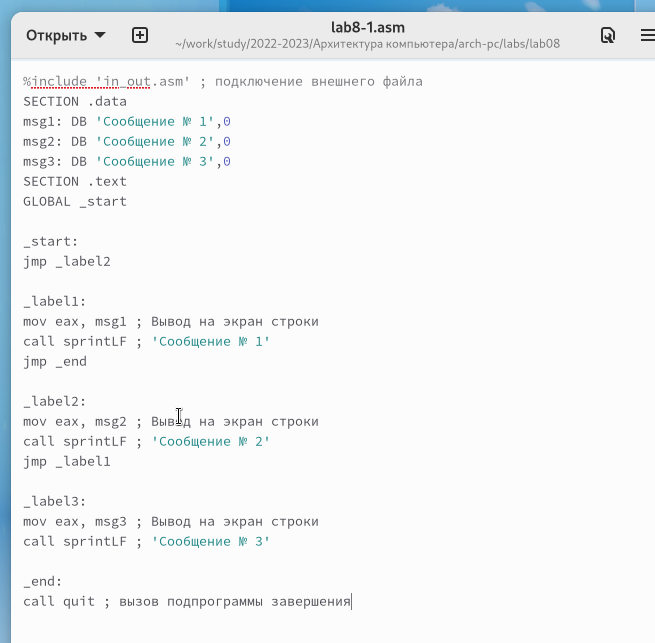 Открыть
lab8-1.asm
~/work/study/2022-2023/Архитектура компьютера/arch-pc/labs/lab08
%include 'in_out.asm' ; подключение внешнего файла
SECTION .data
msg1: DB 'Сообщение № 1',0
msg2: DB 'Сообщение № 2',0
msg3: DB 'Сообщение № 3',0
SECTION .text
GLOBAL _start

_start:
jmp _label2

_label1:
mov eax, msg1 ; Вывод на экран строки
call sprintLF ; 'Сообщение № 1'
jmp _end

_label2:
mov eax, msg2 ; Вывод на экран строки
call sprintLF ; 'Сообщение № 2'
jmp _label1

_label3:
mov eax, msg3 ; Вывод на экран строки
call sprintLF ; 'Сообщение № 3'

_end:
call quit ; вызов подпрограммы завершения